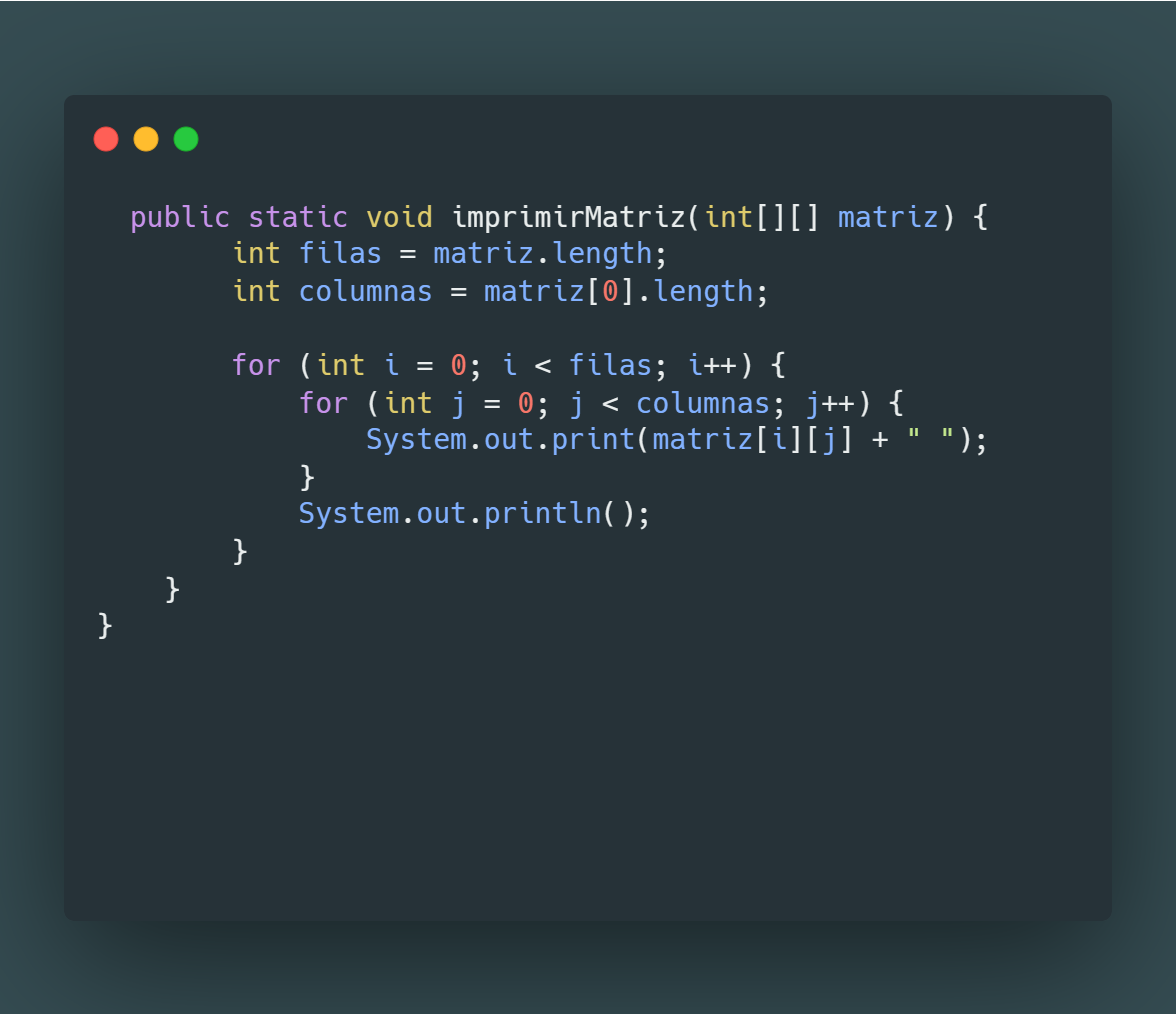 public static void imprimirMatriz(int[][] matriz) {
int filas = matriz.length;
int columnas = matriz[0].length;
for (int i = 0; i < filas; i++) {
for (int j = 0; j < columnas; j++) {
System.out.print(matriz[i][j] + " ");
}
System.out.println();
}
}
}